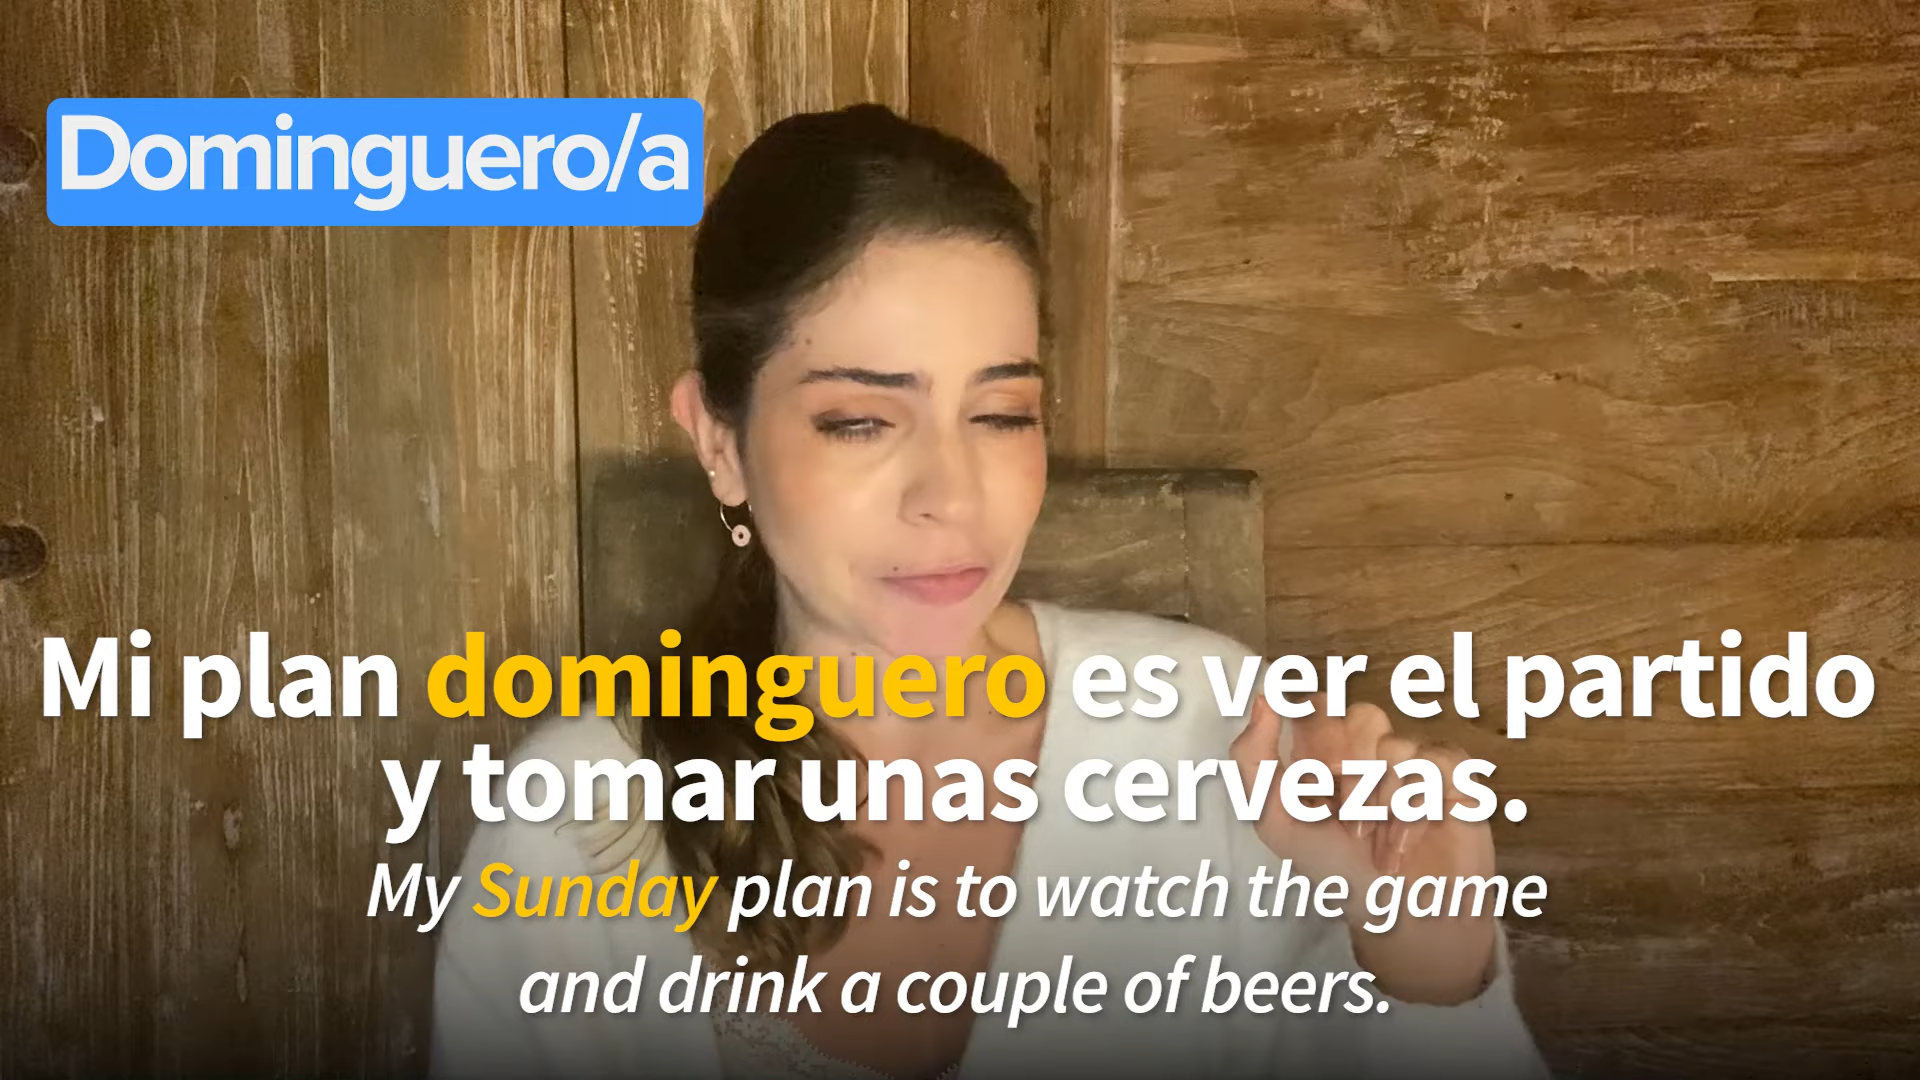 Dominguero/a
Mi plan dominguero es ver el partido
y tomar unas cervezas.
My Sunday plan is to watch the game
and drink a couple of beers.